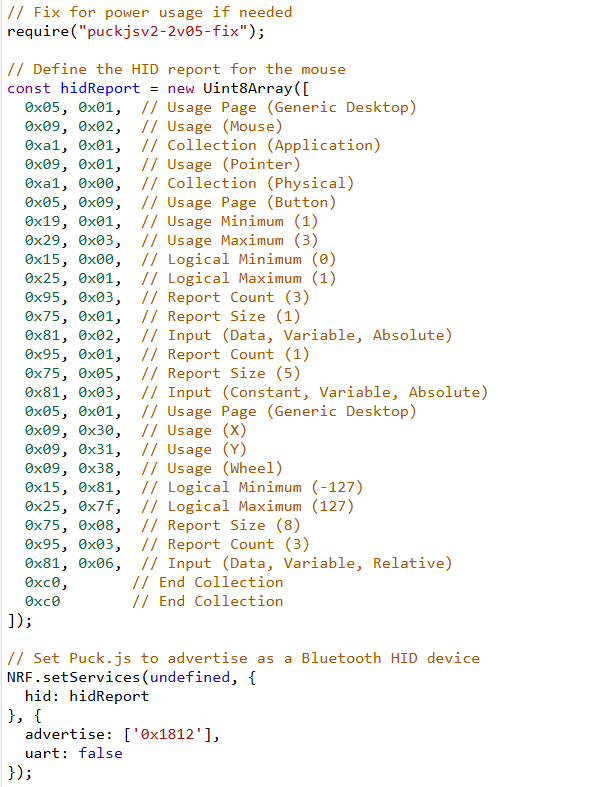 // Fix for power usage if needed
require("puckjsv2-2v05-fix");

// Define the HID report for the mouse
const hidReport = new Uint8Array([
  0x05, 0x01,  // Usage Page (Generic Desktop)
  0x09, 0x02,  // Usage (Mouse)
  0xa1, 0x01,  // Collection (Application)
  0x09, 0x01,  // Usage (Pointer)
  0xa1, 0x00,  // Collection (Physical)
  0x05, 0x09,  // Usage Page (Button)
  0x19, 0x01,  // Usage Minimum (1)
  0x29, 0x03,  // Usage Maximum (3)
  0x15, 0x00,  // Logical Minimum (0)
  0x25, 0x01,  // Logical Maximum (1)
  0x95, 0x03,  // Report Count (3)
  0x75, 0x01,  // Report Size (1)
  0x81, 0x02,  // Input (Data, Variable, Absolute)
  0x95, 0x01,  // Report Count (1)
  0x75, 0x05,  // Report Size (5)
  0x81, 0x03,  // Input (Constant, Variable, Absolute)
  0x05, 0x01,  // Usage Page (Generic Desktop)
  0x09, 0x30,  // Usage (X)
  0x09, 0x31,  // Usage (Y)
  0x09, 0x38,  // Usage (Wheel)
  0x15, 0x81,  // Logical Minimum (-127)
  0x25, 0x7f,  // Logical Maximum (127)
  0x75, 0x08,  // Report Size (8)
  0x95, 0x03,  // Report Count (3)
  0x81, 0x06,  // Input (Data, Variable, Relative)
  0xc0,       // End Collection
  0xc0        // End Collection
]);

// Set Puck.js to advertise as a Bluetooth HID device
NRF.setServices(undefined, {
  hid: hidReport
}, {
  advertise: ['0x1812'],
  uart: false
});